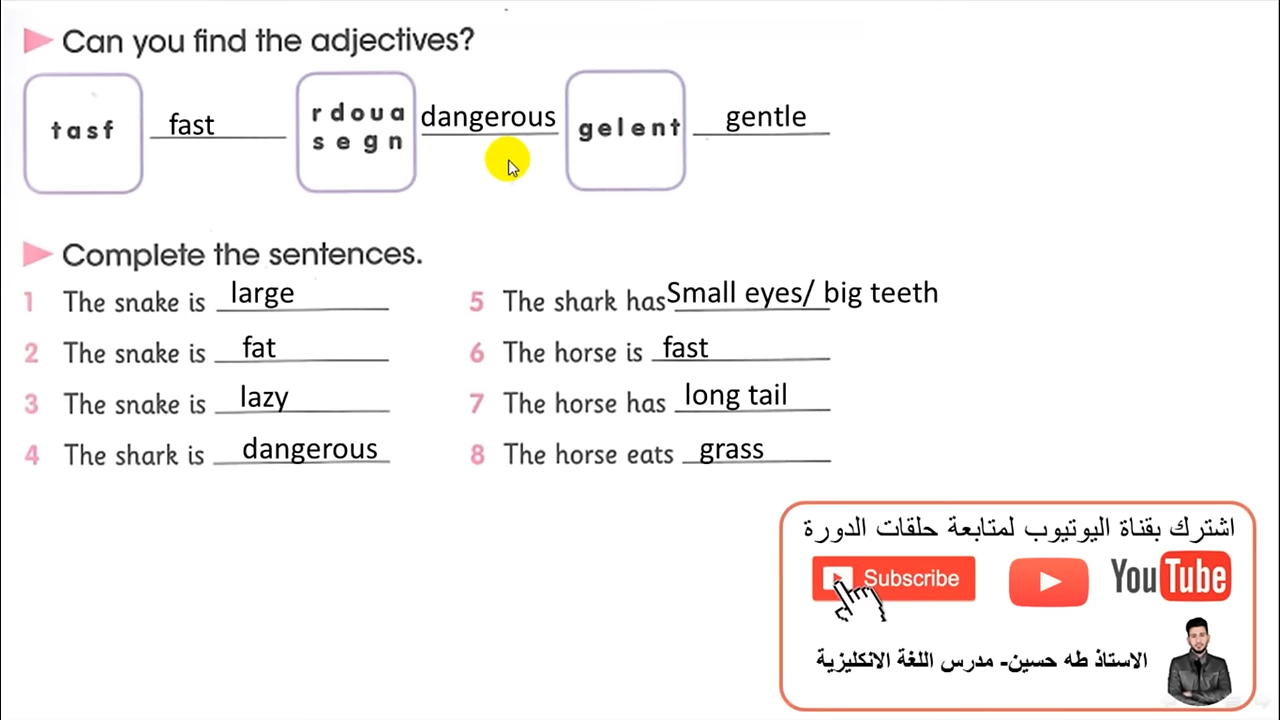 Can you find the adjectives?
tasf fast
rdoua
segn dangerous
gelent gentle
Complete the sentences.
1 The snake is large
2 The snake is fat
3 The snake is lazy
4 The shark is dangerous
5 The shark has Small eyes/ big teeth
6 The horse is fast
7 The horse has long tail
8 The horse eats grass
اشترك بقناة اليوتيوب لمتابعة حلقات الدورة
Subscribe
YouTube
الاستاذ طه حسين- مدرس اللغة الانكليزية